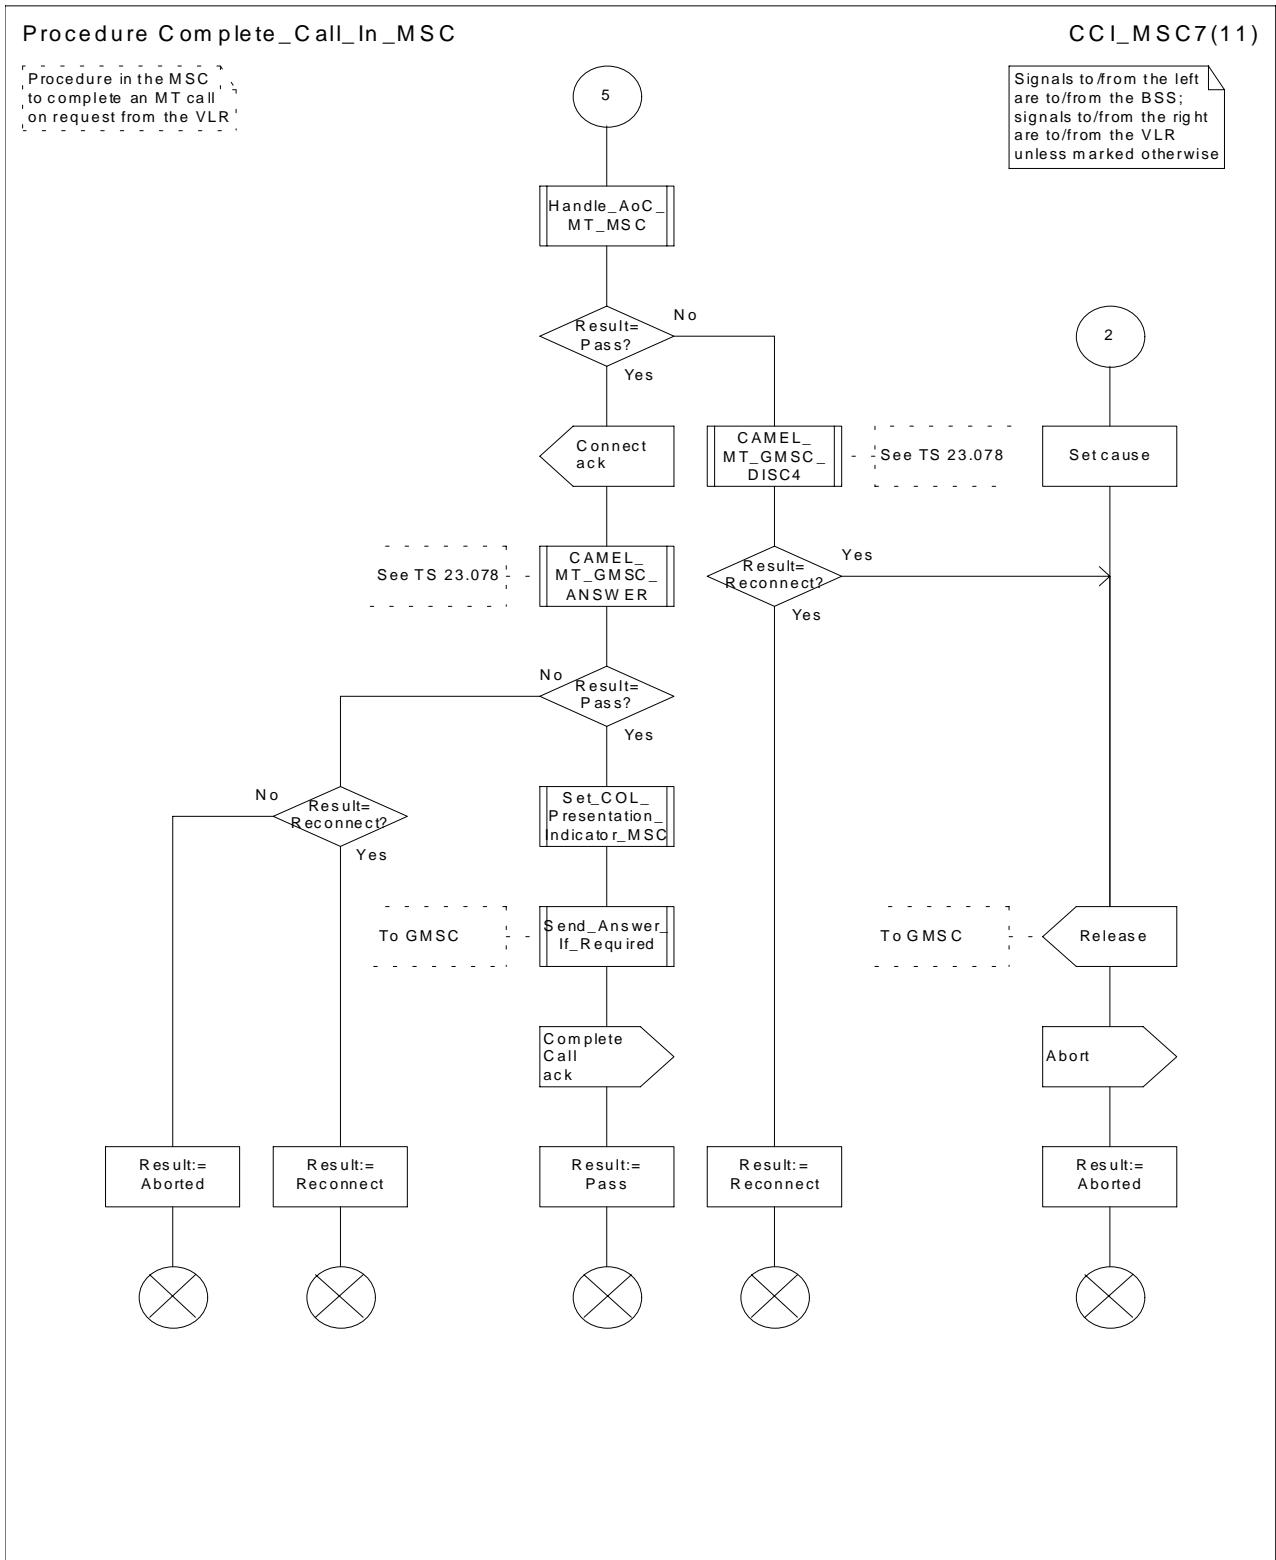 Procedure Complete_Call_In_MSC
CCI_MSC7(11)
Procedure in the MSC
to complete an MT call
on request from the VLR
Signals to/from the left
are to/from the BSS;
signals to/from the right
are to/from the VLR
unless marked otherwise
5
Handle_AoC_
MT_MSC
Result=
Pass?
No
Yes
2
Connect
ack
CAMEL_
MT_GMSC_
DISC4
See TS 23.078
Set cause
See TS 23.078
CAMEL_
MT_GMSC_
ANSWER
Result=
Reconnect?
Yes
Yes
No
Result=
Pass?
Yes
No
Result=
Reconnect?
Yes
Set_COL_
Presentation_
Indicator_MSC
To GMSC
Send_Answer_
If_Required
To GMSC
Release
Complete
Call
ack
Abort
Result:=
Aborted
Result:=
Reconnect
Result:=
Pass
Result:=
Reconnect
Result:=
Aborted